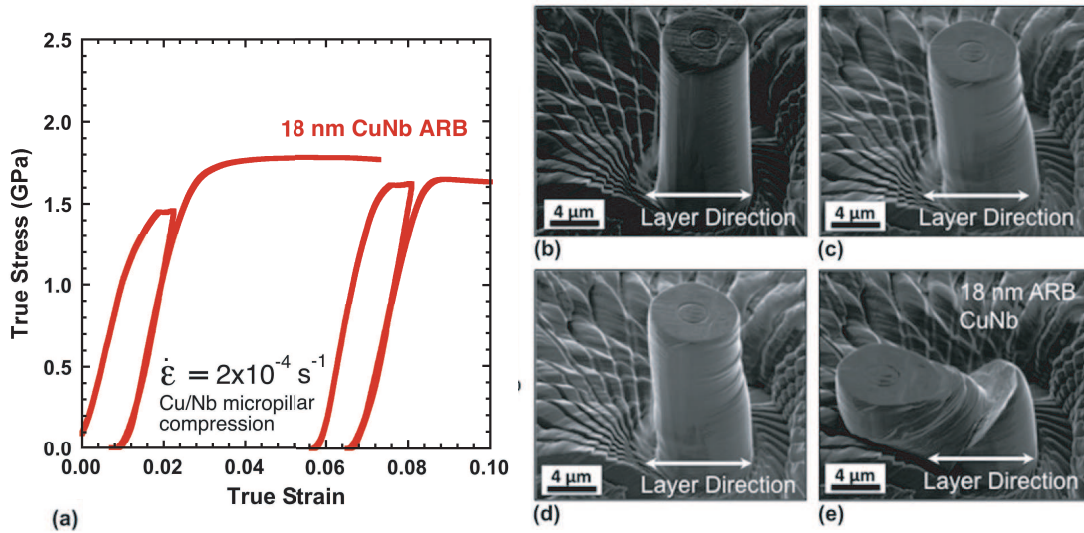 2.5
2.0
1.5
1.0
0.5
0.0
0.00
0.02
0.04
0.06
0.08
0.10
True Stress (GPa)
True Strain
18 nm CuNb ARB
ε̇ = 2x10⁻⁴ s⁻¹
Cu/Nb micropillar
compression
(a)
4 µm
Layer Direction
(b)
4 µm
Layer Direction
(c)
4 µm
Layer Direction
(d)
18 nm ARB
CuNb
4 µm
Layer Direction
(e)